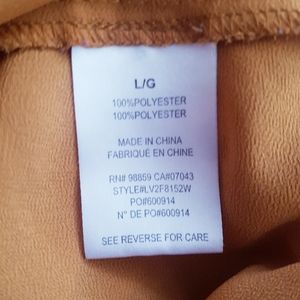 L/G
100%POLYESTER
100%POLYESTER
MADE IN CHINA
FABRIQUÉ EN CHINE
RN# 98859 CA#07043
STYLE#LV2F8152W
PO#600914
N° DE PO#600914
SEE REVERSE FOR CARE